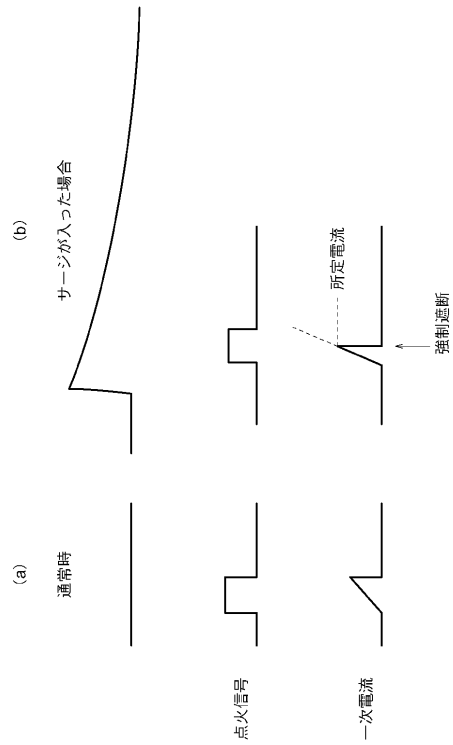 (a)
通常時
(b)
サージが入った場合
点火信号
一次電流
所定電流
強制遮断